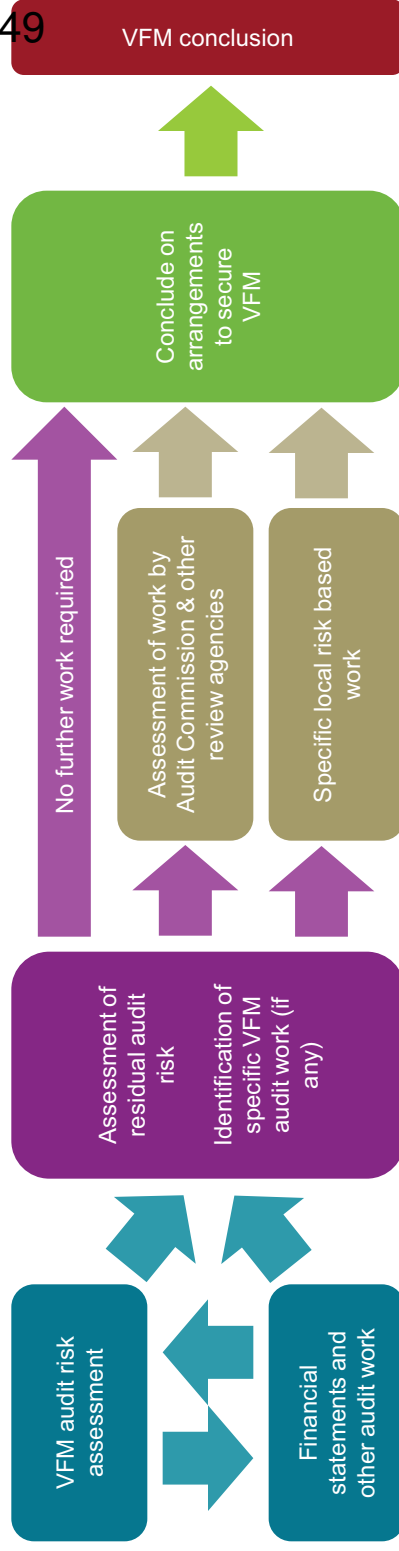 49
VFM audit risk
assessment
Financial
statements and
other audit work
Assessment of
residual audit
risk
Identification of
specific VFM
audit work (if
any)
No further work required
Assessment of work by
Audit Commission & other
review agencies
Specific local risk based
work
Conclude on
arrangements
to secure
VFM
VFM conclusion